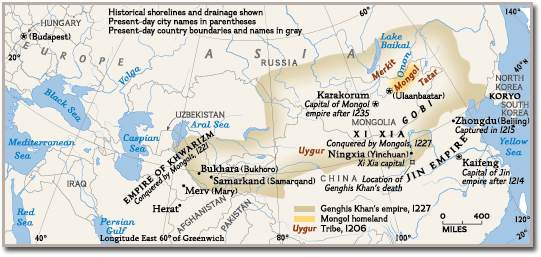 Historical shorelines and drainage shown
Present-day city names in parentheses
Present-day country boundaries and names in gray
60°
80°
100°
120°
140°
HUNGARY
(Budapest)
EUROPE
ASIA
RUSSIA
Volga
Lake
Baikal
Onon
Merkit
Mongol
Tatar
40°
NORTH
KOREA
KORYO
SOUTH
KOREA
Karakorum
Capital of Mongol
empire after 1235
(Ulaanbaatar)
MONGOLIA
GOBI
Zhongdu (Beijing)
Captured in 1215
Yellow
Sea
Black Sea
Mediterranean
Sea
Caspian
Sea
Aral Sea
UZBEKISTAN
EMPIRE OF KHWARIZM
Conquered by Mongols, 1221
XI XIA
Conquered by Mongols, 1227
Uygur
Ningxia (Yinchuan)
Xi Xia capital
JIN EMPIRE
Kaifeng
Capital of Jin
empire after 1214
CHINA
Location of
Genghis Khan's death
Bukhara (Bukhoro)
Samarkand (Samarqand)
Merv (Mary)
Herat
AFGHANISTAN
PAKISTAN
IRAQ
Red
Sea
Persian
Gulf
Genghis Khan's empire, 1227
Mongol homeland
Uygur Tribe, 1206
0 400
MILES
20°
40°
Longitude East 60° of Greenwich
80°
100°
120°